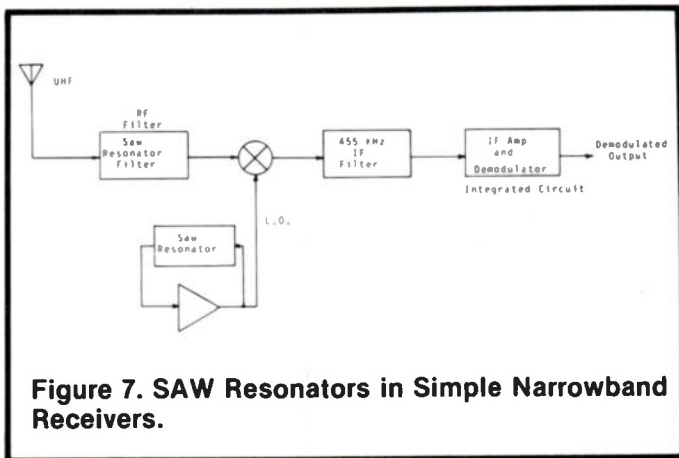 UHF
RF
Filter
Saw
Resonator
Filter
455 kHz
IF
Filter
IF Amp
and
Demodulator
Integrated Circuit
Demodulated
Output
L.O.
Saw
Resonator
Figure 7. SAW Resonators in Simple Narrowband
Receivers.